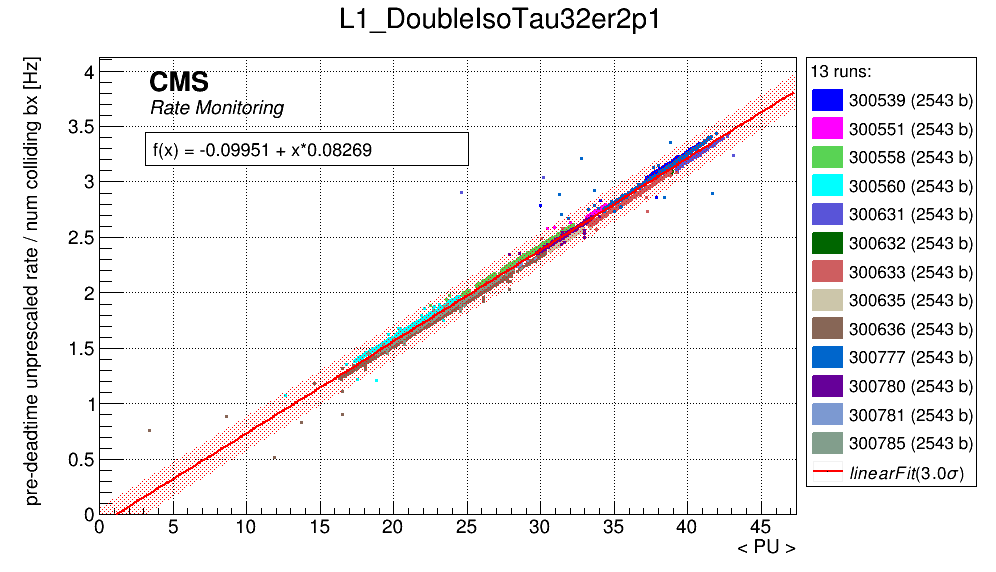 L1_DoubleIsoTau32er2p1
pre-deadtime unprescaled rate / num colliding bx [Hz]
CMS
Rate Monitoring
f(x) = -0.09951 + x*0.08269
4
3.5
3
2.5
2
1.5
1
0.5
0
0 5 10 15 20 25 30 35 40 45
< PU >
13 runs:
300539 (2543 b)
300551 (2543 b)
300558 (2543 b)
300560 (2543 b)
300631 (2543 b)
300632 (2543 b)
300633 (2543 b)
300635 (2543 b)
300636 (2543 b)
300777 (2543 b)
300780 (2543 b)
300781 (2543 b)
300785 (2543 b)
linearFit(3.0σ)